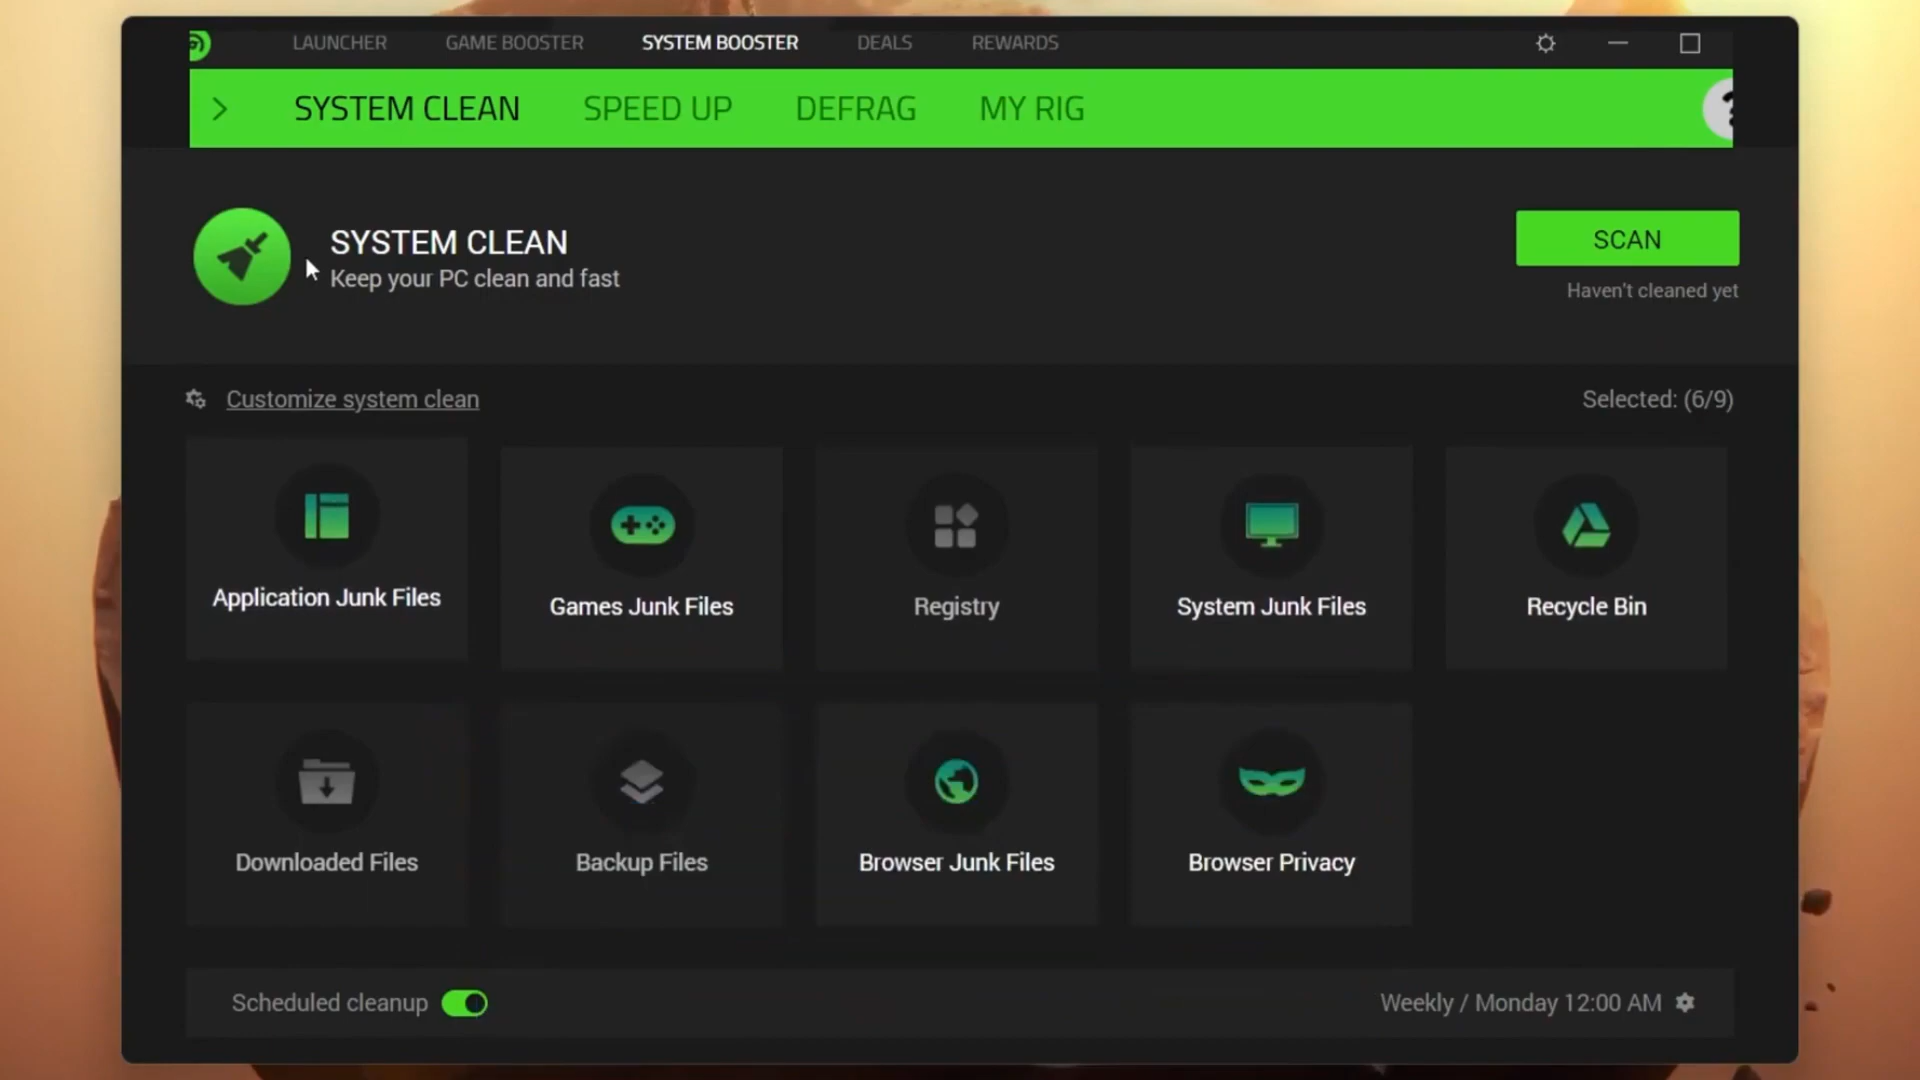 LAUNCHER GAME BOOSTER SYSTEM BOOSTER DEALS REWARDS
SYSTEM CLEAN SPEED UP DEFRAG MY RIG ?
SYSTEM CLEAN
Keep your PC clean and fast
SCAN
Haven't cleaned yet
Customize system clean
Selected: (6/9)
Application Junk Files
Games Junk Files
Registry
System Junk Files
Recycle Bin
Downloaded Files
Backup Files
Browser Junk Files
Browser Privacy
Scheduled cleanup
Weekly / Monday 12:00 AM